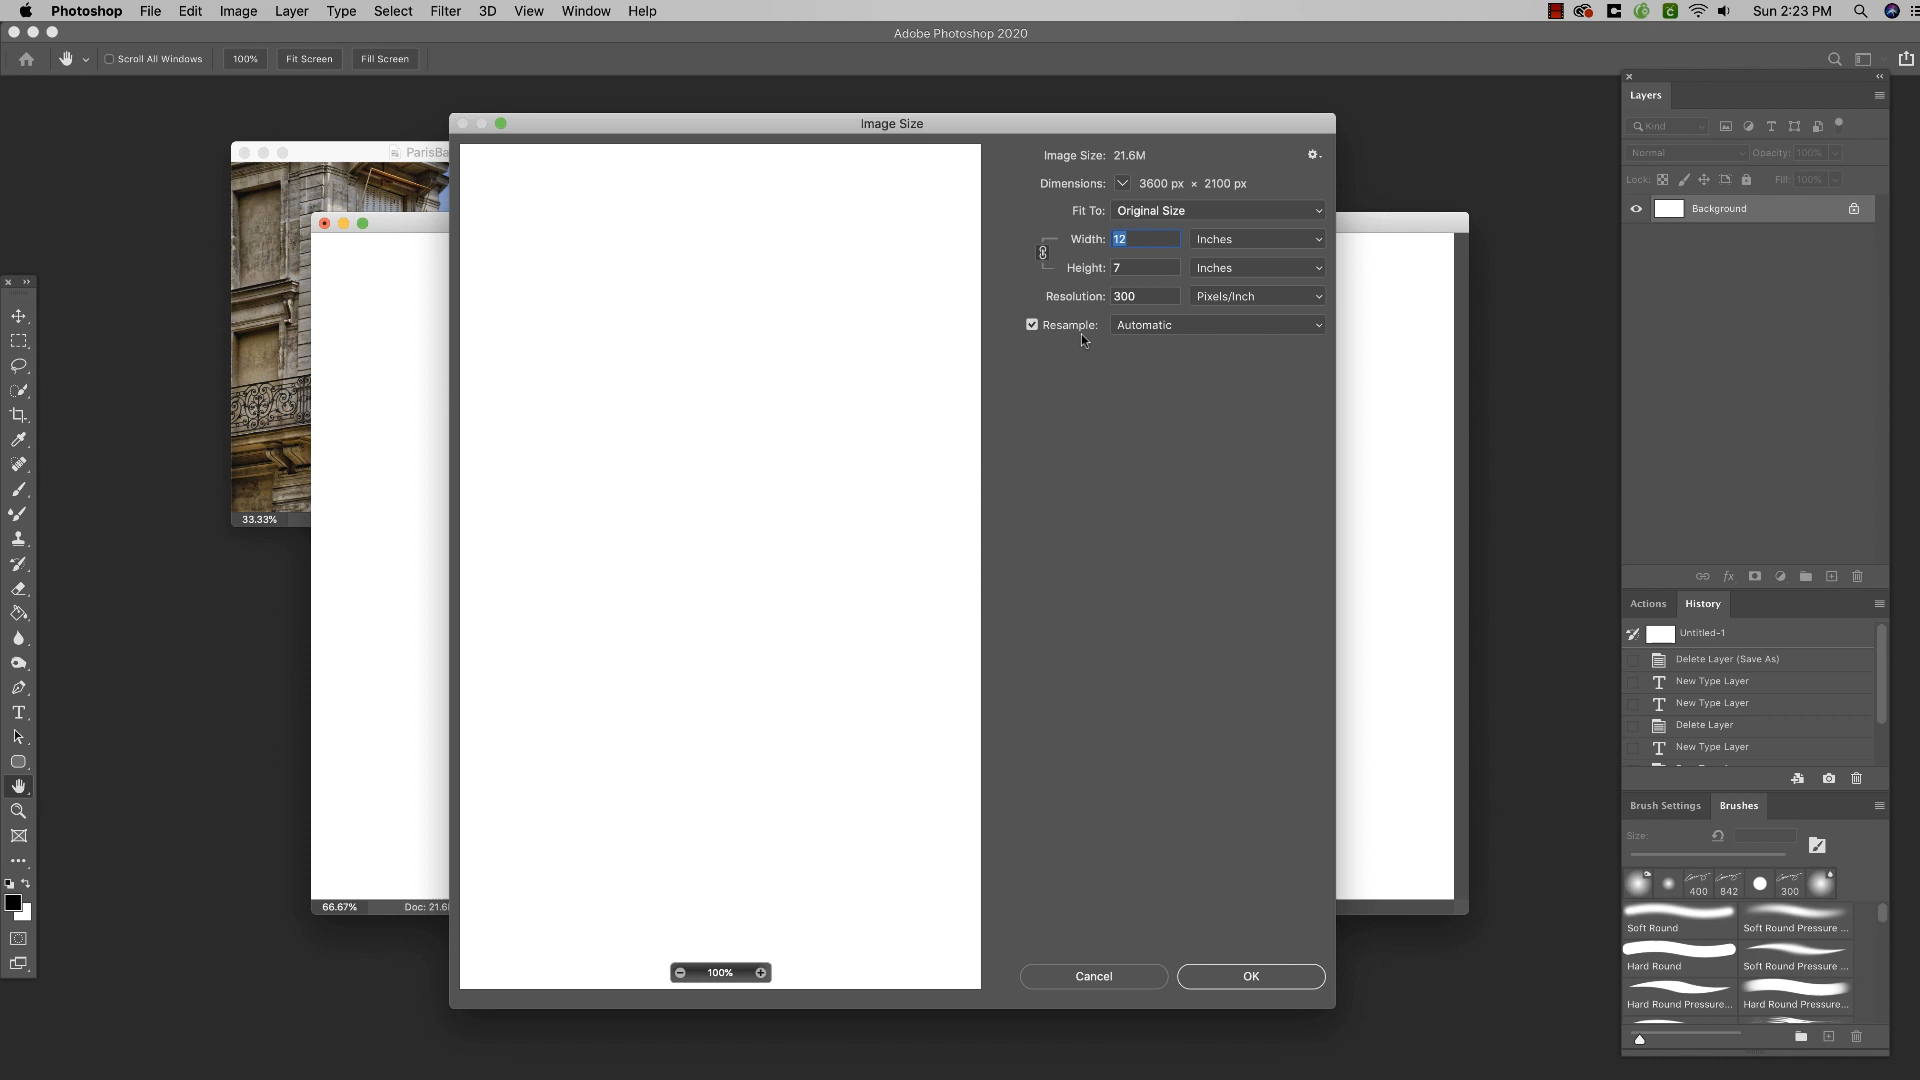 Photoshop File Edit Image Layer Type Select Filter 3D View Window Help Sun 2:23 PM
Adobe Photoshop 2020
Scroll All Windows 100% Fit Screen Fill Screen
Layers
Kind
Normal Opacity: 100%
Lock: Fill: 100%
Background
ParisBa
33.33%
66.67% Doc: 21.6
Image Size
Image Size: 21.6M
Dimensions: 3600 px × 2100 px
Fit To: Original Size
Width: 12 Inches
Height: 7 Inches
Resolution: 300 Pixels/Inch
Resample: Automatic
100%
Cancel OK
fx
Actions History
Untitled-1
Delete Layer (Save As)
New Type Layer
New Type Layer
Delete Layer
New Type Layer
Brush Settings Brushes
Size:
400 842 300
Soft Round Soft Round Pressure ...
Hard Round Soft Round Pressure ...
Hard Round Pressure... Hard Round Pressure...